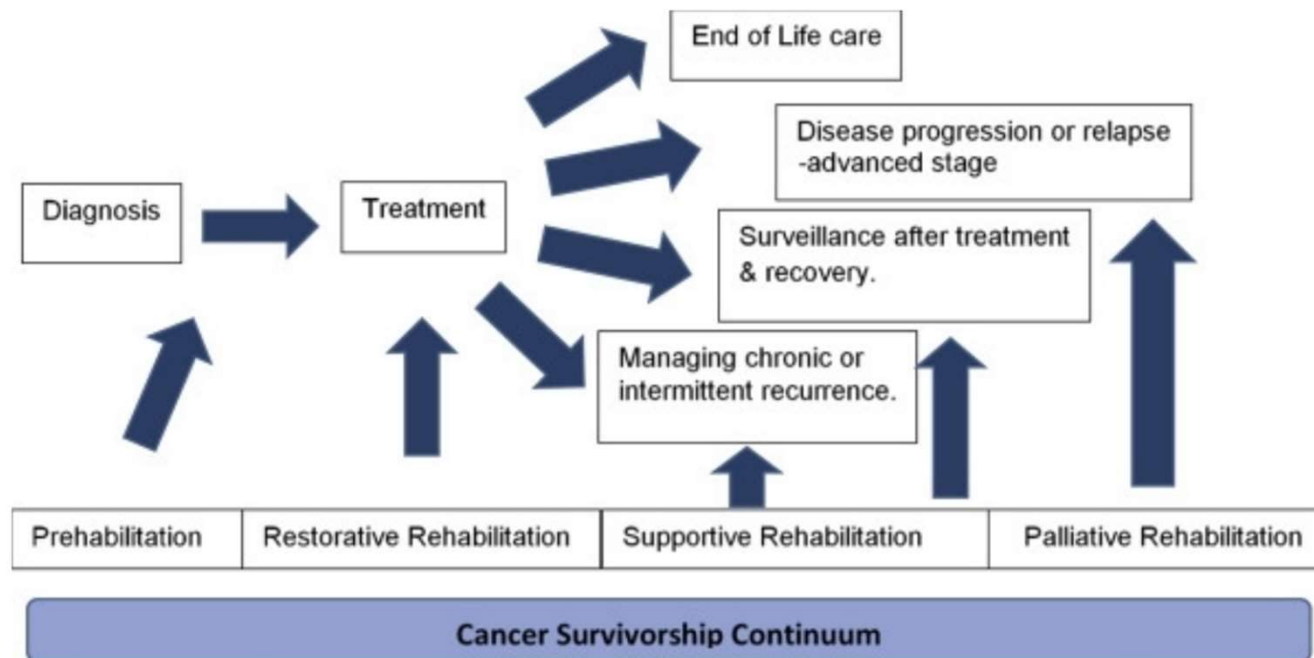 End of Life care
Disease progression or relapse
-advanced stage
Diagnosis
Treatment
Surveillance after treatment
& recovery.
Managing chronic or
intermittent recurrence.
Prehabilitation
Restorative Rehabilitation
Supportive Rehabilitation
Palliative Rehabilitation
Cancer Survivorship Continuum